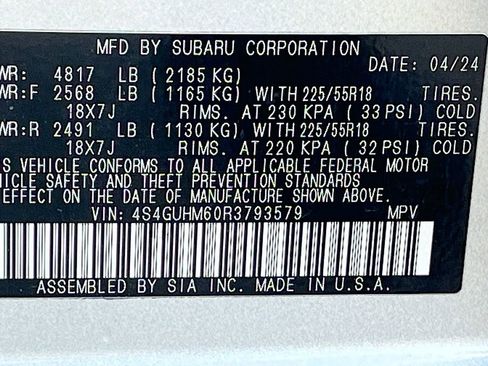 MFD BY SUBARU CORPORATION DATE: 04/24
WR: 4817 LB ( 2185 KG)
WR:F 2568 LB ( 1165 KG) WITH 225/55R18 TIRES.
18X7J RIMS. AT 230 KPA ( 33 PSI) COLD
WR:R 2491 LB ( 1130 KG) WITH 225/55R18 TIRES.
18X7J RIMS. AT 220 KPA ( 32 PSI) COLD
S VEHICLE CONFORMS TO ALL APPLICABLE FEDERAL MOTOR
HICLE SAFETY AND THEFT PREVENTION STANDARDS IN
EFFECT ON THE DATE OF MANUFACTURE SHOWN ABOVE.
VIN: 4S4GUHM60R3793579 MPV
ASSEMBLED BY SIA INC. MADE IN U.S.A.